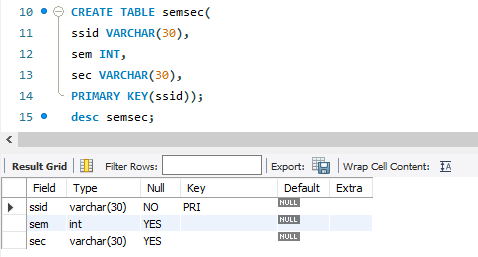 10 CREATE TABLE semsec(
11 ssid VARCHAR(30),
12 sem INT,
13 sec VARCHAR(30),
14 PRIMARY KEY(ssid));
15 desc semsec;
Result Grid Filter Rows: Export: Wrap Cell Content: IA
Field Type Null Key Default Extra
ssid varchar(30) NO PRI NULL
sem int YES NULL
sec varchar(30) YES NULL